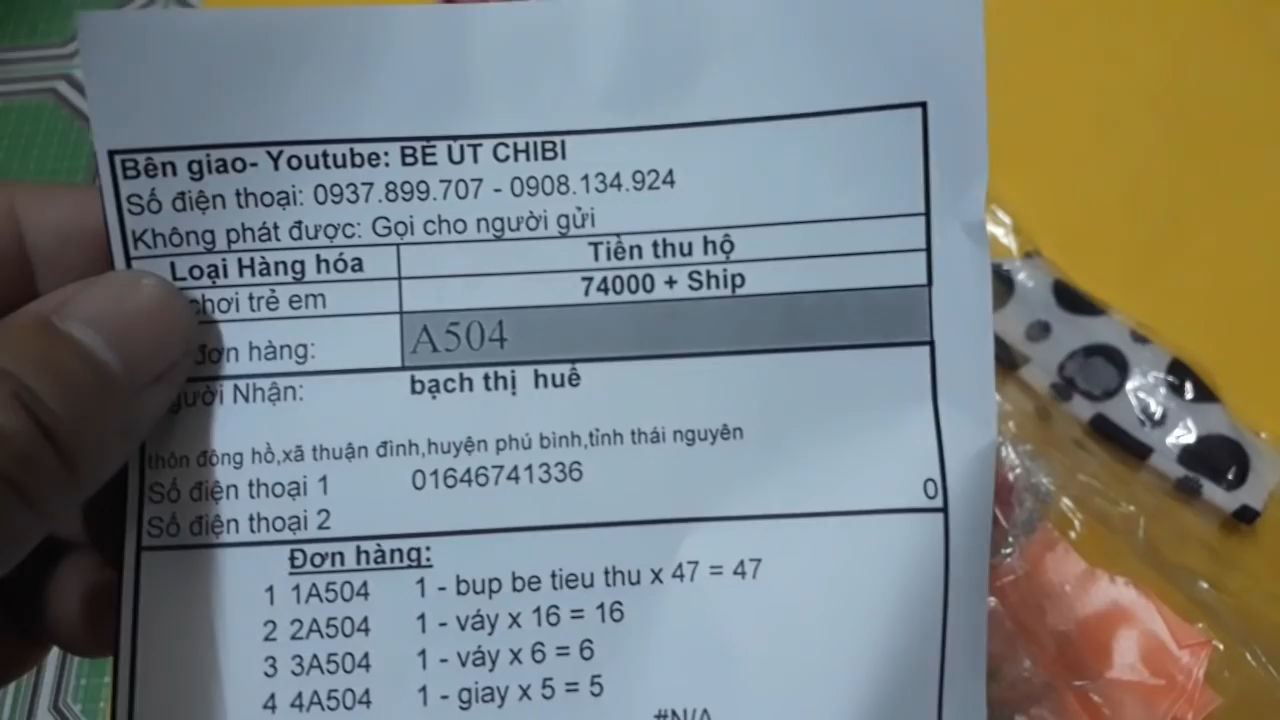 Bên giao- Youtube: BÉ ÚT CHIBI
Số điện thoại: 0937.899.707 - 0908.134.924
Không phát được: Gọi cho người gửi
Loại Hàng hóa Tiền thu hộ
chơi trẻ em 74000 + Ship
đơn hàng: A504
Người Nhận: bạch thị huê
thôn đông hồ,xã thuận đình,huyện phú bình,tỉnh thái nguyên
Số điện thoại 1 01646741336
Số điện thoại 2 0
Đơn hàng:
1 1A504 1 - bup be tieu thu x 47 = 47
2 2A504 1 - váy x 16 = 16
3 3A504 1 - váy x 6 = 6
4 4A504 1 - giay x 5 = 5
#N/A